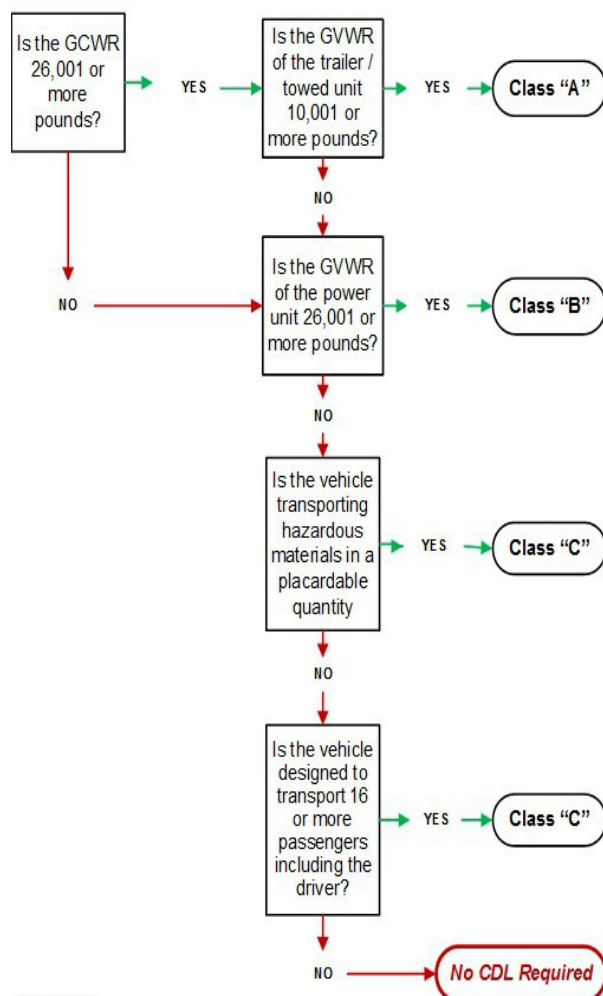 Is the GCWR
26,001 or
more
pounds?
YES
Is the GVWR
of the trailer /
towed unit
10,001 or
more pounds?
YES
Class “A”
NO
NO
Is the GVWR
of the power
unit 26,001 or
more pounds?
YES
Class “B”
NO
Is the vehicle
transporting
hazardous
materials in a
placardable
quantity
YES
Class “C”
NO
Is the vehicle
designed to
transport 16
or more
passengers
including the
driver?
YES
Class “C”
NO
No CDL Required